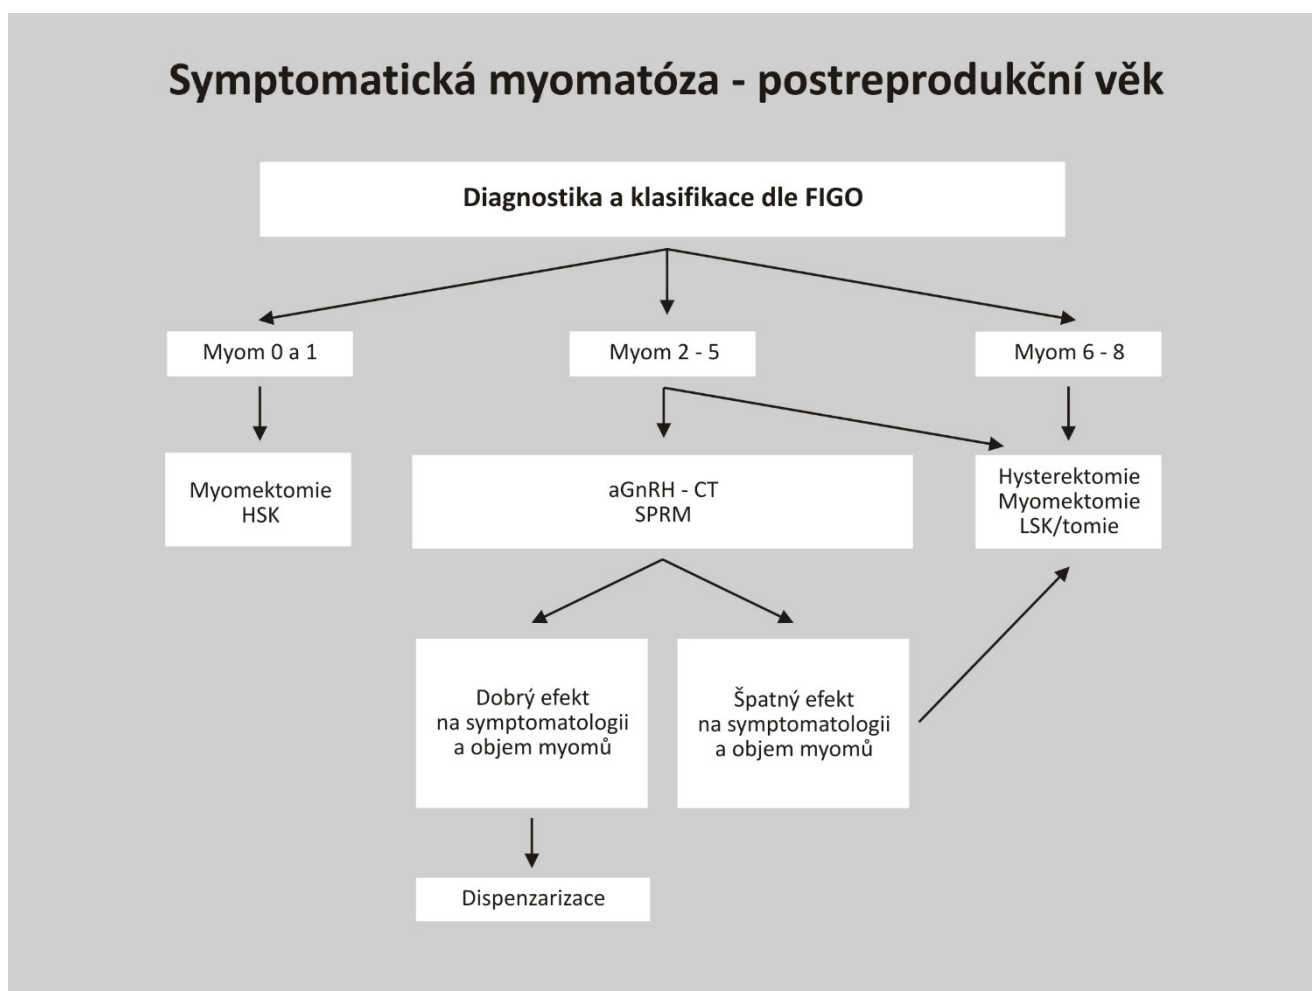 Symptomatická myomatóza - postreprodukční věk
Diagnostika a klasifikace dle FIGO
Myom 0 a 1
Myom 2 - 5
Myom 6 - 8
Myomektomie
HSK
aGnRH - CT
SPRM
Hysterektomie
Myomektomie
LSK/tomie
Dobrý efekt
na symptomatologii
a objem myomů
Špatný efekt
na symptomatologii
a objem myomů
Dispenzarizace